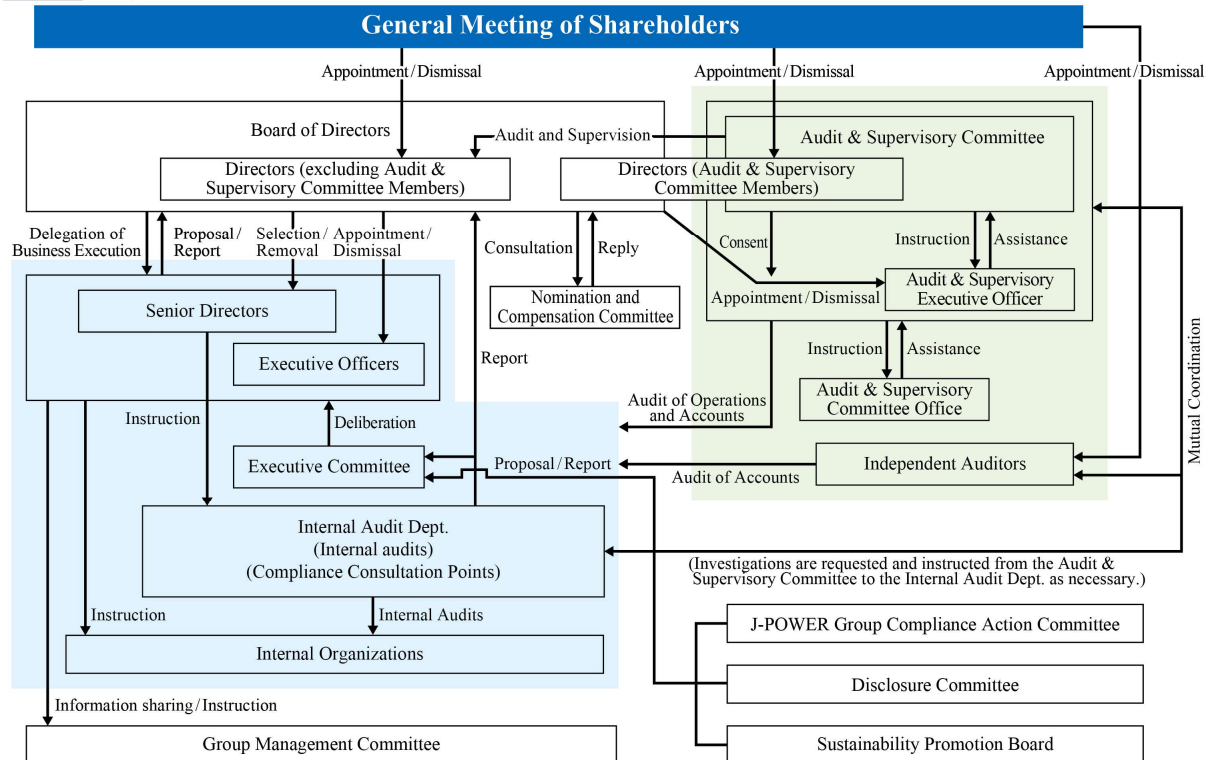 General Meeting of Shareholders
Appointment/Dismissal
Appointment/Dismissal
Appointment/Dismissal
Board of Directors
Audit and Supervision
Audit & Supervisory Committee
Directors (excluding Audit &
Supervisory Committee Members)
Directors (Audit & Supervisory
Committee Members)
Delegation of
Business Execution
Proposal/
Report
Selection/
Removal
Appointment/
Dismissal
Consultation
Reply
Consent
Instruction
Assistance
Appointment/Dismissal
Audit & Supervisory
Executive Officer
Senior Directors
Nomination and
Compensation Committee
Executive Officers
Report
Instruction
Assistance
Audit & Supervisory
Committee Office
Mutual Coordination
Instruction
Deliberation
Audit of Operations
and Accounts
Executive Committee
Proposal/Report
Audit of Accounts
Independent Auditors
Internal Audit Dept.
(Internal audits)
(Compliance Consultation Points)
(Investigations are requested and instructed from the Audit &
Supervisory Committee to the Internal Audit Dept. as necessary.)
Instruction
Internal Audits
Internal Organizations
J-POWER Group Compliance Action Committee
Disclosure Committee
Information sharing/Instruction
Group Management Committee
Sustainability Promotion Board